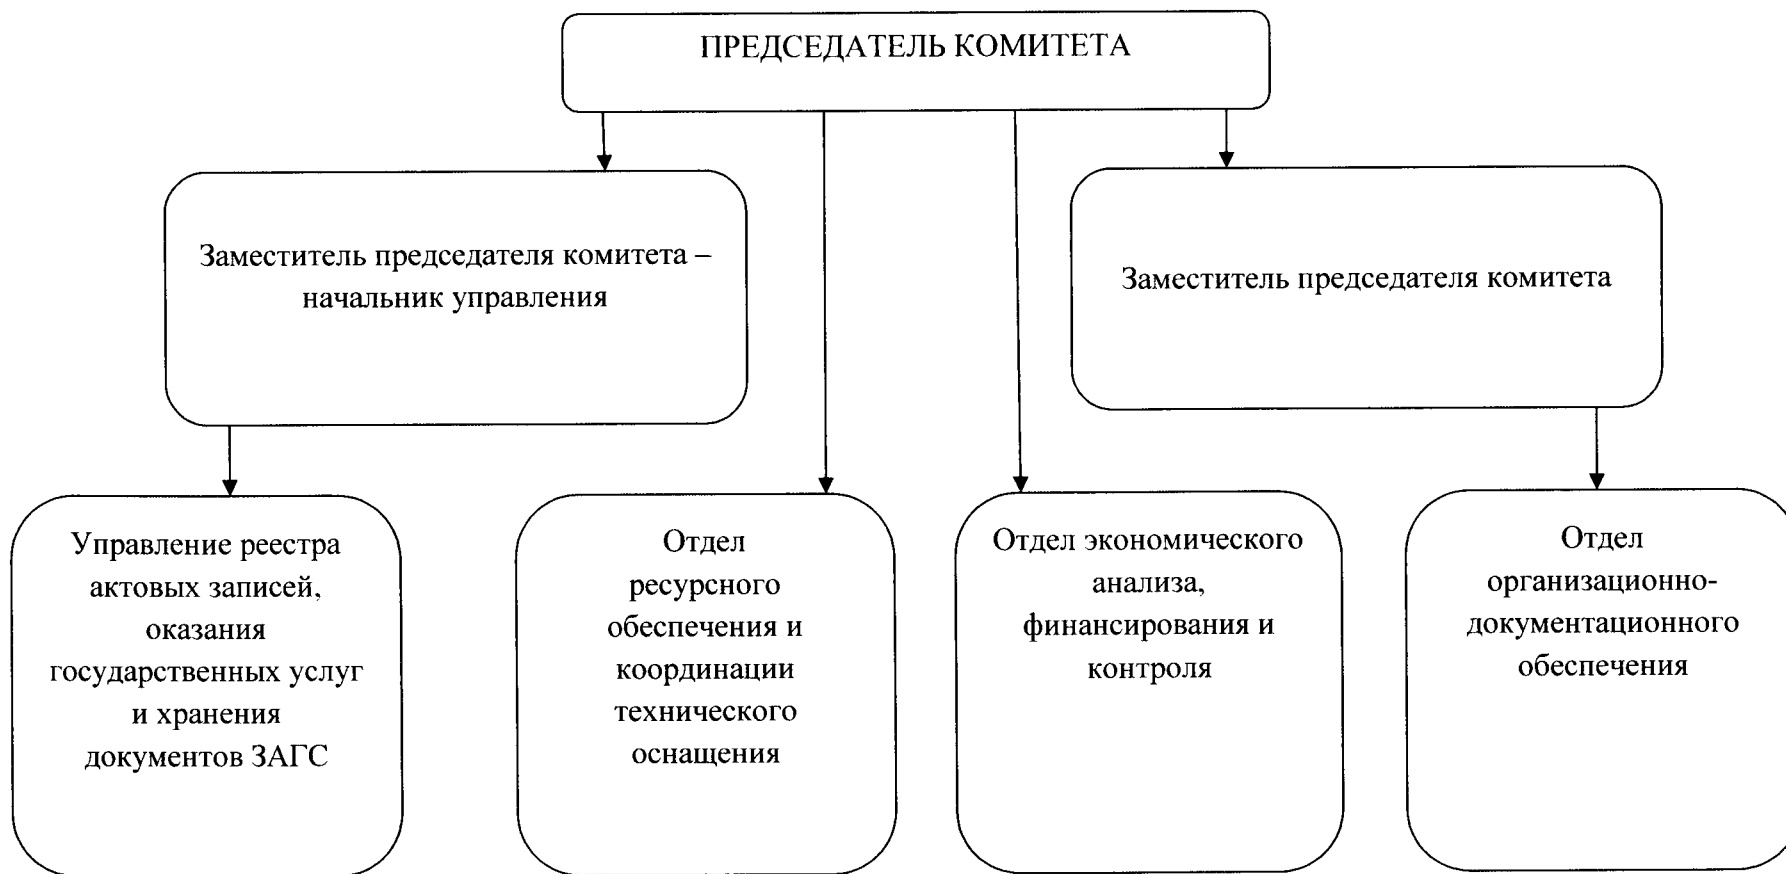 ПРЕДСЕДАТЕЛЬ КОМИТЕТА
Заместитель председателя комитета –
начальник управления
Заместитель председателя комитета
Управление реестра
актовых записей,
оказания
государственных услуг
и хранения
документов ЗАГС
Отдел
ресурсного
обеспечения и
координации
технического
оснащения
Отдел экономического
анализа,
финансирования и
контроля
Отдел
организационно-
документационного
обеспечения